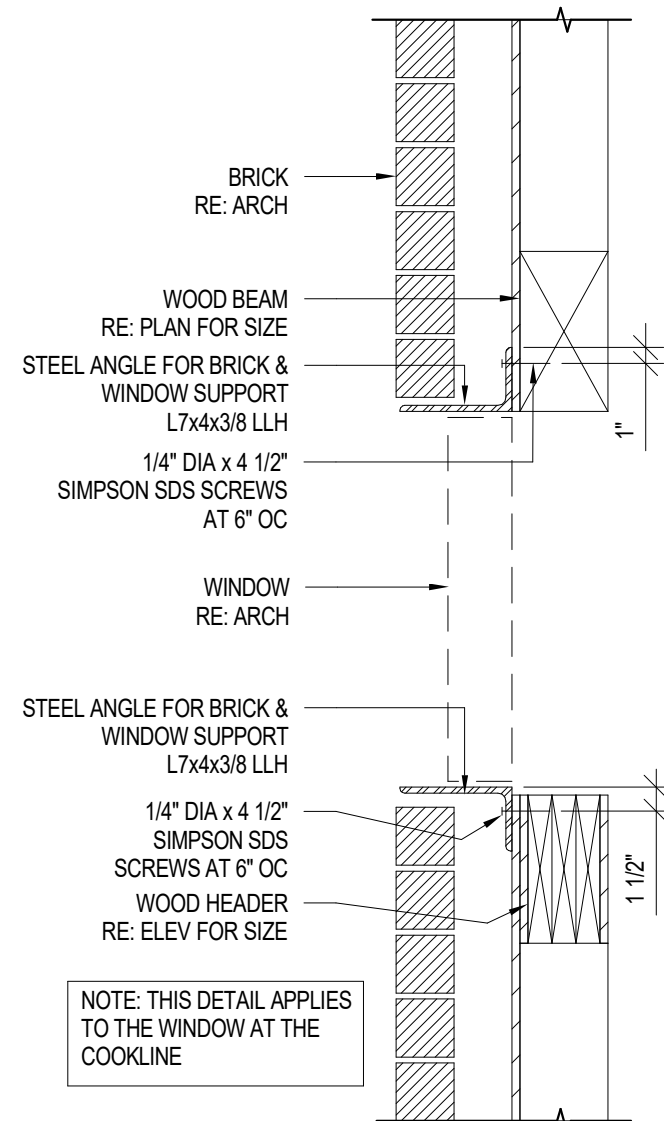 BRICK
RE: ARCH
WOOD BEAM
RE: PLAN FOR SIZE
STEEL ANGLE FOR BRICK &
WINDOW SUPPORT
L7x4x3/8 LLH
1/4" DIA x 4 1/2"
SIMPSON SDS SCREWS
AT 6" OC
1"
WINDOW
RE: ARCH
STEEL ANGLE FOR BRICK &
WINDOW SUPPORT
L7x4x3/8 LLH
1/4" DIA x 4 1/2"
SIMPSON SDS
SCREWS AT 6" OC
1 1/2"
WOOD HEADER
RE: ELEV FOR SIZE
NOTE: THIS DETAIL APPLIES
TO THE WINDOW AT THE
COOKLINE